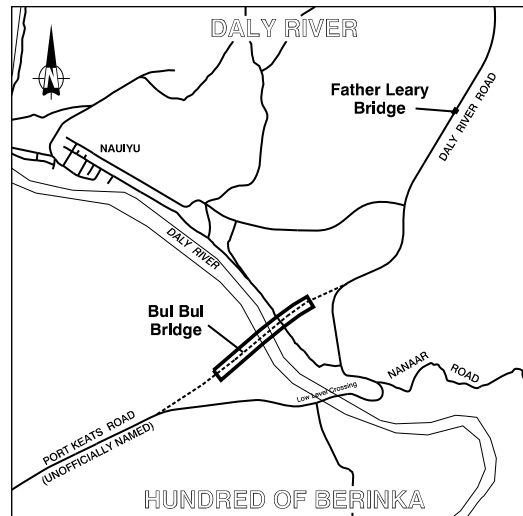 DALY RIVER
N
Father Leary
Bridge
DALY RIVER ROAD
NAUIYU
DALY RIVER
Bul Bul
Bridge
NANAAR ROAD
Low Level Crossing
PORT KEATS ROAD
(UNOFFICIALLY NAMED)
HUNDRED OF BERINKA